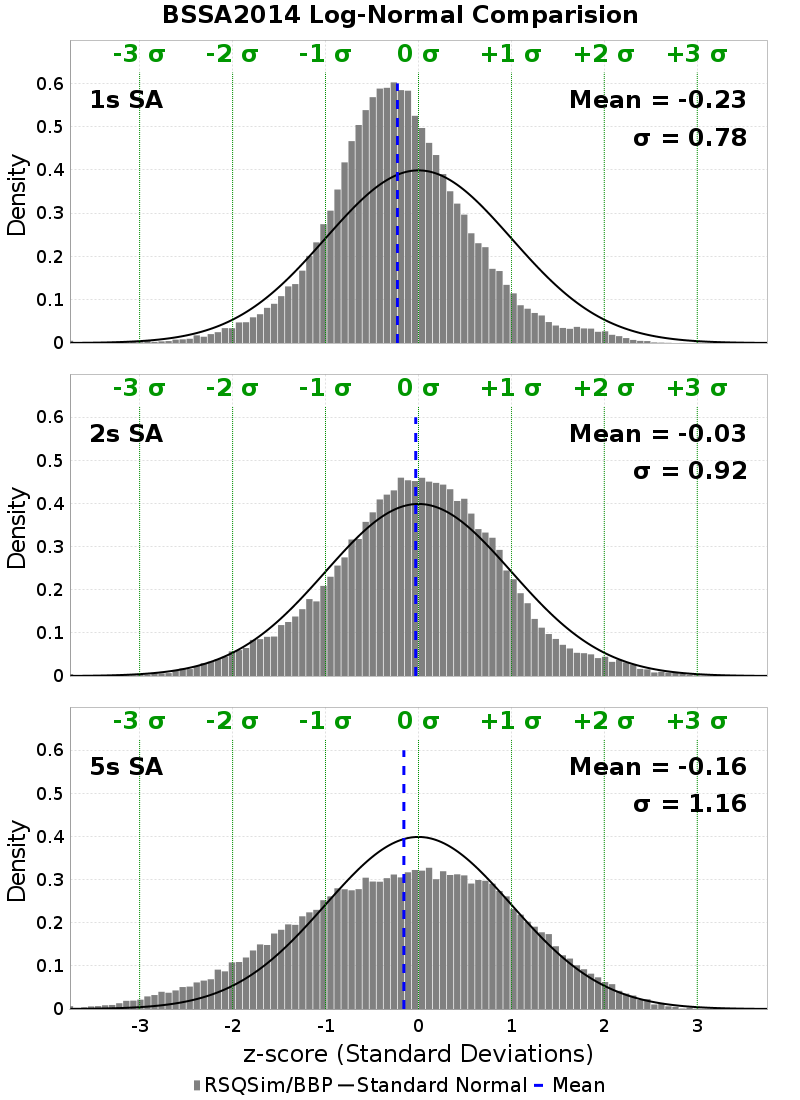 BSSA2014 Log-Normal Comparision
-3 σ -2 σ -1 σ 0 σ +1 σ +2 σ +3 σ
1s SA
Mean = -0.23
σ = 0.78
Density
0.6
0.5
0.4
0.3
0.2
0.1
0
-3 σ -2 σ -1 σ 0 σ +1 σ +2 σ +3 σ
2s SA
Mean = -0.03
σ = 0.92
Density
0.6
0.5
0.4
0.3
0.2
0.1
0
-3 σ -2 σ -1 σ 0 σ +1 σ +2 σ +3 σ
5s SA
Mean = -0.16
σ = 1.16
Density
0.6
0.5
0.4
0.3
0.2
0.1
0
-3 -2 -1 0 1 2 3
z-score (Standard Deviations)
RSQSim/BBP Standard Normal Mean